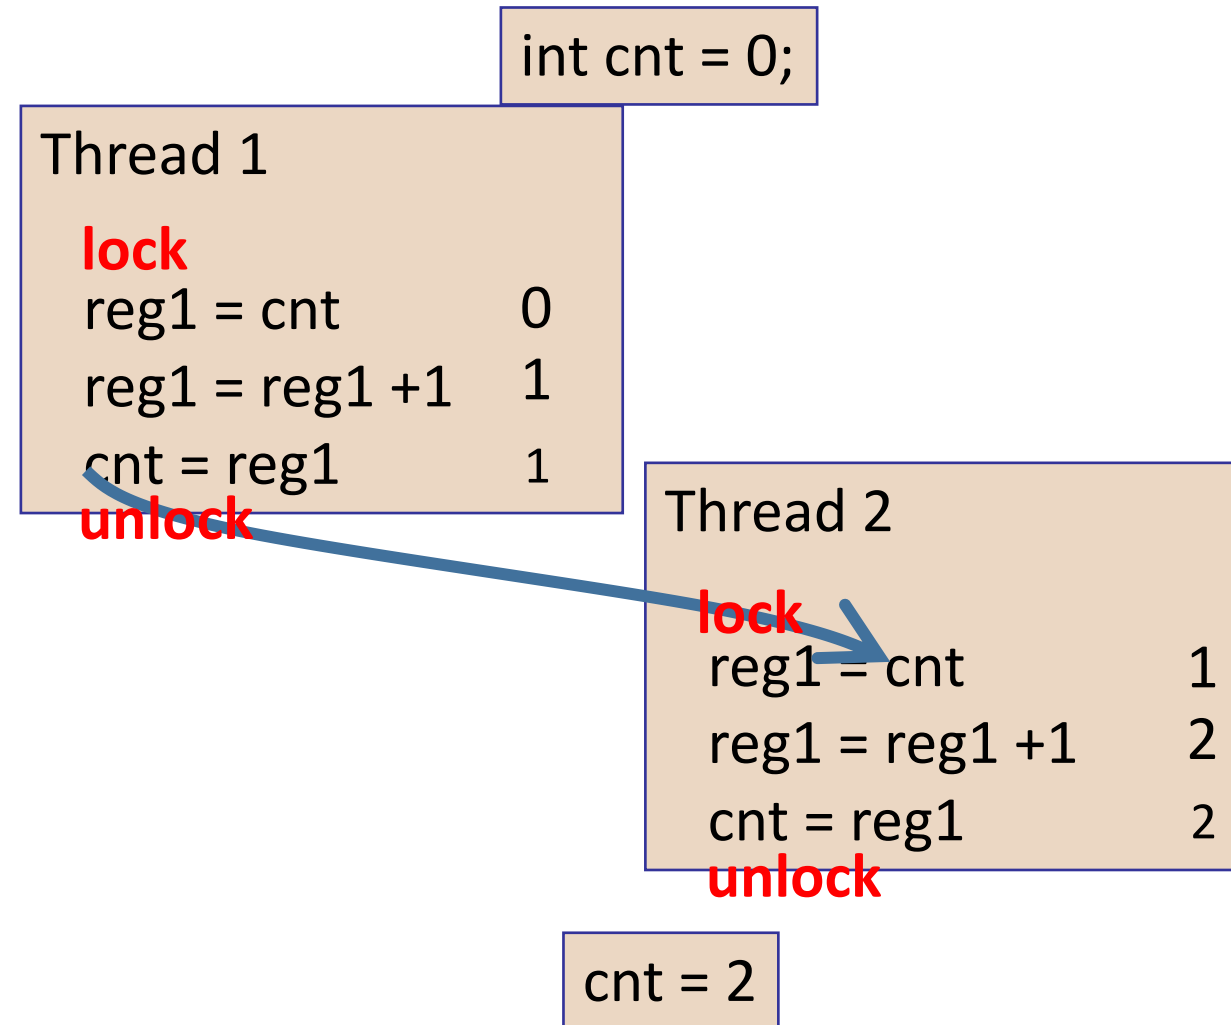 int cnt = 0;
Thread 1
lock
reg1 = cnt 0
reg1 = reg1 +1 1
cnt = reg1 1
unlock
Thread 2
lock
reg1 = cnt 1
reg1 = reg1 +1 2
cnt = reg1 2
unlock
cnt = 2